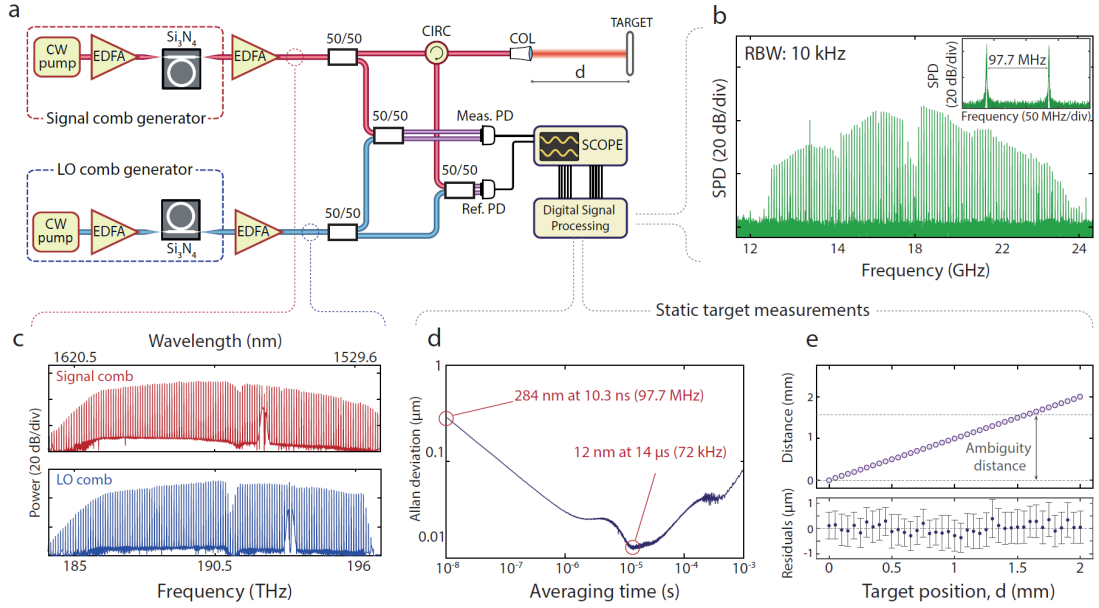 a
CW
pump
EDFA
Si₃N₄
EDFA
Signal comb generator
50/50
CIRC
COL
TARGET
d
50/50
Meas. PD
SCOPE
50/50
Ref. PD
Digital Signal
Processing
LO comb generator
CW
pump
EDFA
Si₃N₄
EDFA
50/50
b
RBW: 10 kHz
SPD (20 dB/div)
12
14
18
22
24
Frequency (GHz)
SPD
(20 dB/div)
97.7 MHz
Frequency (50 MHz/div)
Static target measurements
c
Wavelength (nm)
1620.5
1529.6
Signal comb
LO comb
Power (20 dB/div)
185
190.5
196
Frequency (THz)
d
Allan deviation (μm)
1
0.1
0.01
284 nm at 10.3 ns (97.7 MHz)
12 nm at 14 μs (72 kHz)
10⁻⁸
10⁻⁷
10⁻⁶
10⁻⁵
10⁻⁴
10⁻³
Averaging time (s)
e
Distance (mm)
2
1
0
Ambiguity
distance
Residuals (μm)
1
0
-1
0
0.5
1
1.5
2
Target position, d (mm)